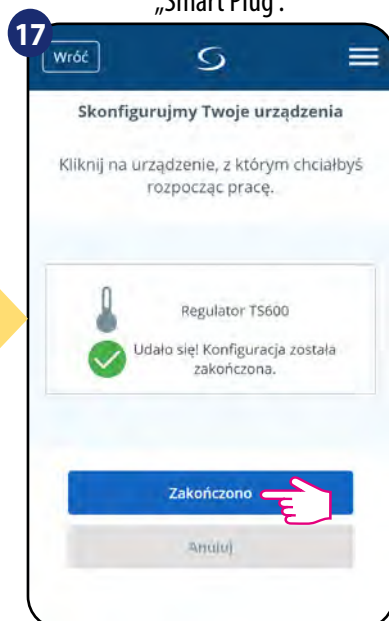 „Smart Plug".
17
Wróć
Skonfigurujmy Twoje urządzenia
Kliknij na urządzenie, z którym chciałbyś
rozpocząc pracę.
Regulator TS600
Udało się! Konfiguracja została
zakończona.
Zakończono
Anuluj